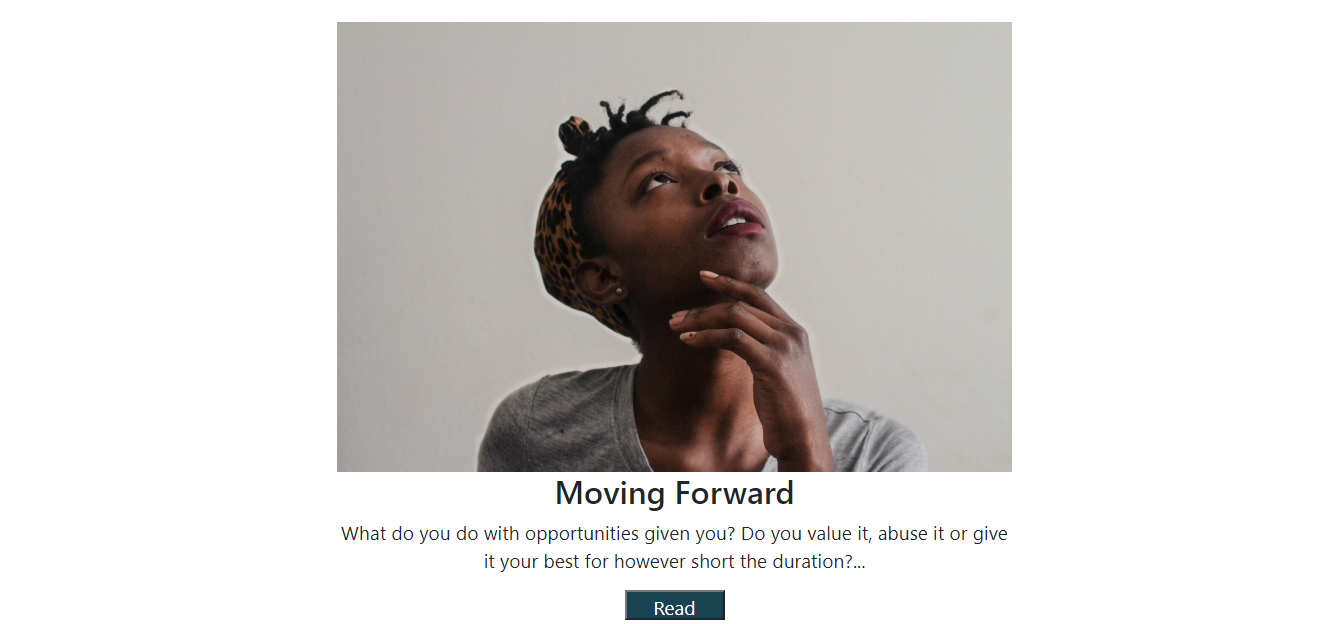 Moving Forward
What do you do with opportunities given you? Do you value it, abuse it or give
it your best for however short the duration?...
Read